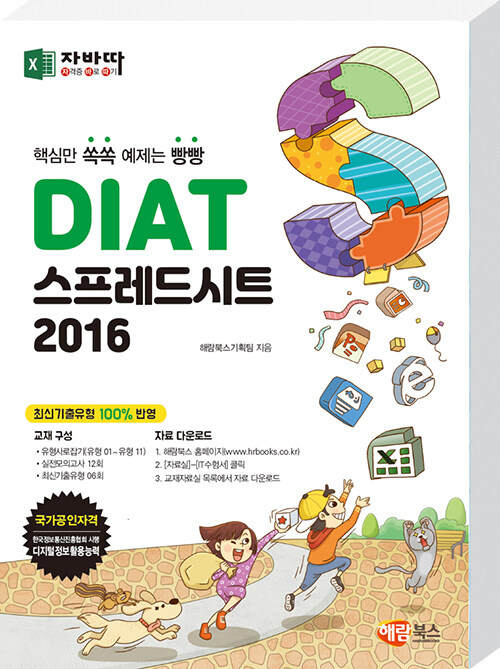 자바따
자격증 바로 따기
핵심만 쏙쏙 예제는 빵빵
DIAT
스프레드시트
2016
해람북스기획팀 지음
최신기출유형 100% 반영
교재 구성
• 유형사로잡기(유형 01~유형 11)
• 실전모의고사 12회
• 최신기출유형 06회
자료 다운로드
1. 해람북스 홈페이지(www.hrbooks.co.kr)
2. [자료실]-[IT수험서] 클릭
3. 교재자료실 목록에서 자료 다운로드
국가공인자격
한국정보통신진흥협회 시행
디지털정보활용능력
해람북스